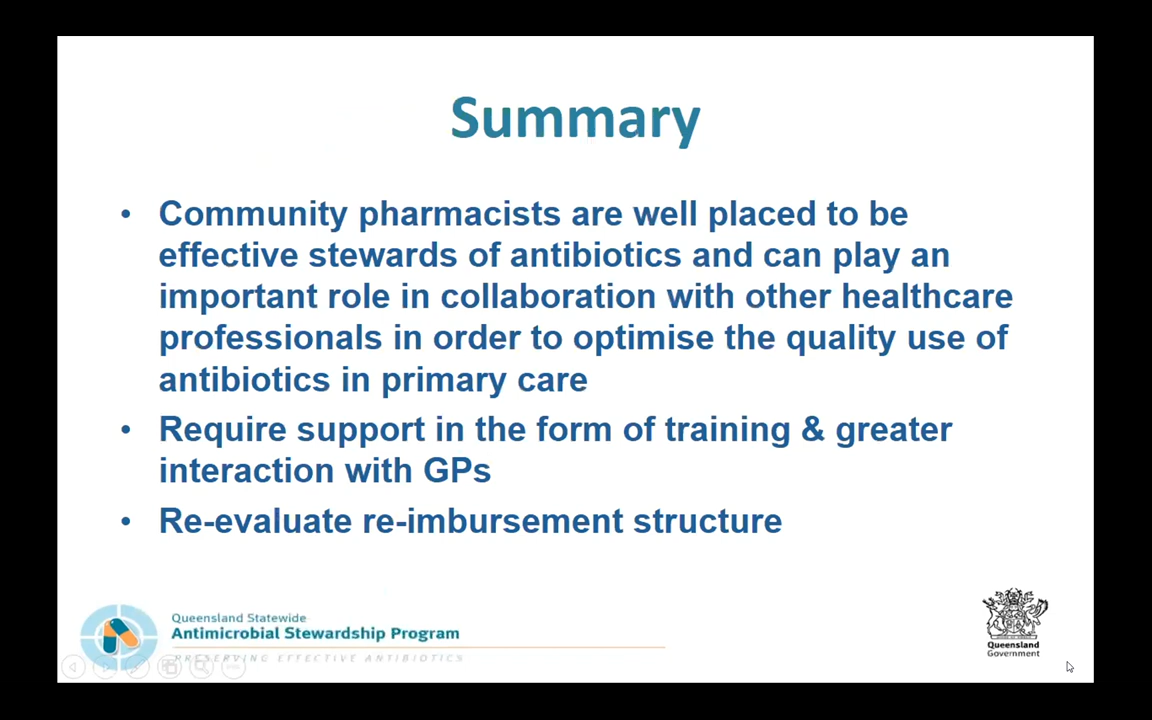 Summary
• Community pharmacists are well placed to be
effective stewards of antibiotics and can play an
important role in collaboration with other healthcare
professionals in order to optimise the quality use of
antibiotics in primary care
• Require support in the form of training & greater
interaction with GPs
• Re-evaluate re-imbursement structure
Queensland Statewide
Antimicrobial Stewardship Program
PRESERVING EFFECTIVE ANTIBIOTICS
Queensland
Government